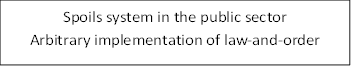 Spoils system in the public sector
Arbitrary implementation of law-and-order